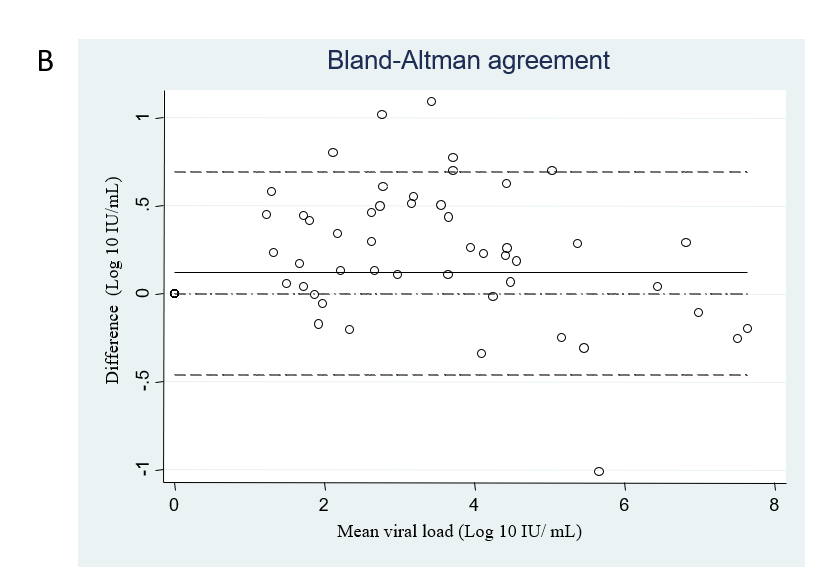 B
Bland-Altman agreement
Difference (Log 10 IU/mL)
1
.5
0
-.5
-1
0 2 4 6 8
Mean viral load (Log 10 IU/ mL)